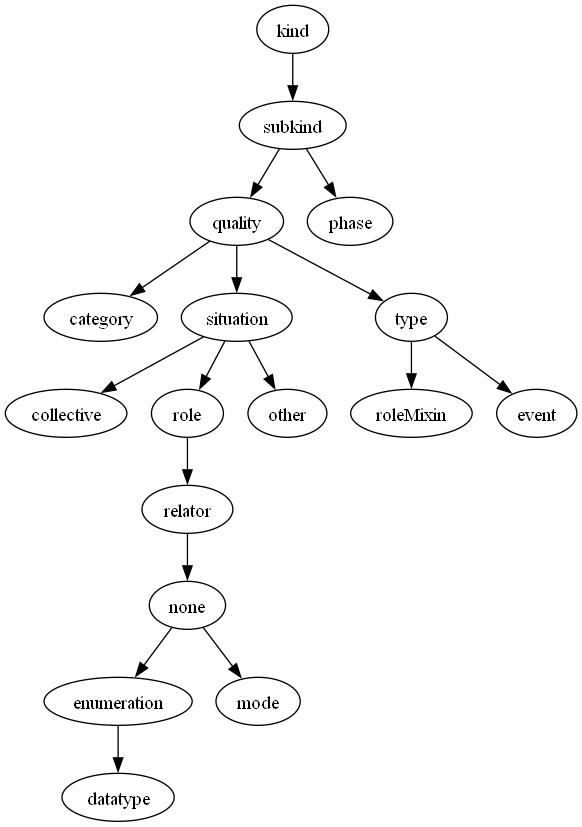 kind
subkind
quality
phase
category
situation
type
collective
role
other
roleMixin
event
relator
none
enumeration
mode
datatype